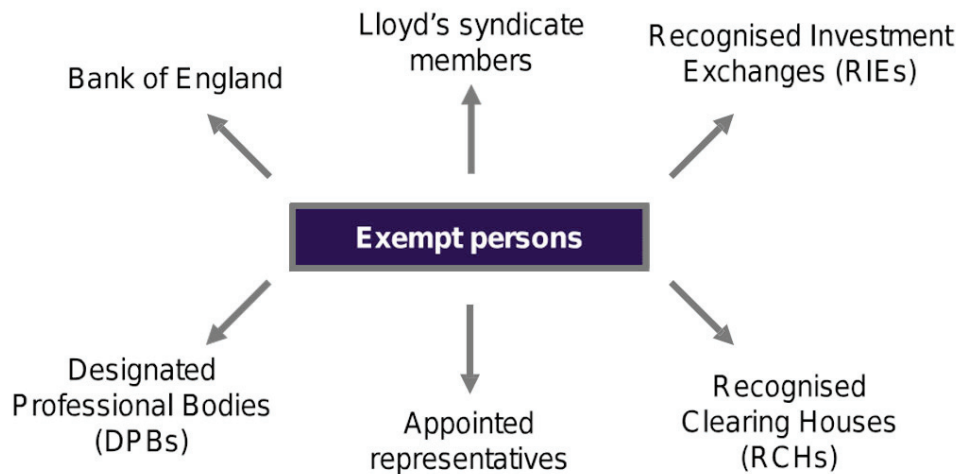 Bank of England
Lloyd's syndicate
members
Recognised Investment
Exchanges (RIEs)
Exempt persons
Designated
Professional Bodies
(DPBs)
Appointed
representatives
Recognised
Clearing Houses
(RCHs)